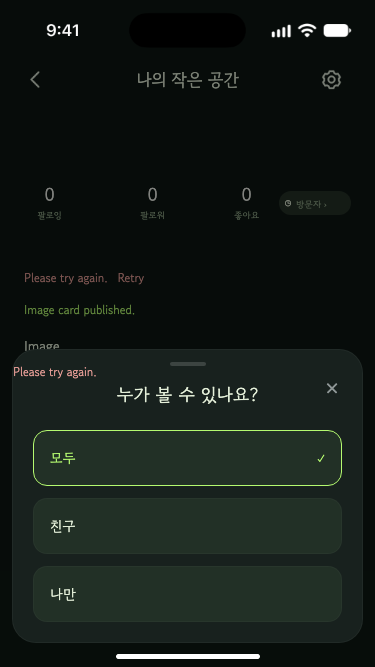 9:41
나의 작은 공간
0
0
0
팔로잉
팔로워
좋아요
방문자 ›
Please try again. Retry
Image card published.
Image
Please try again.
누가 볼 수 있나요?
모두
친구
나만